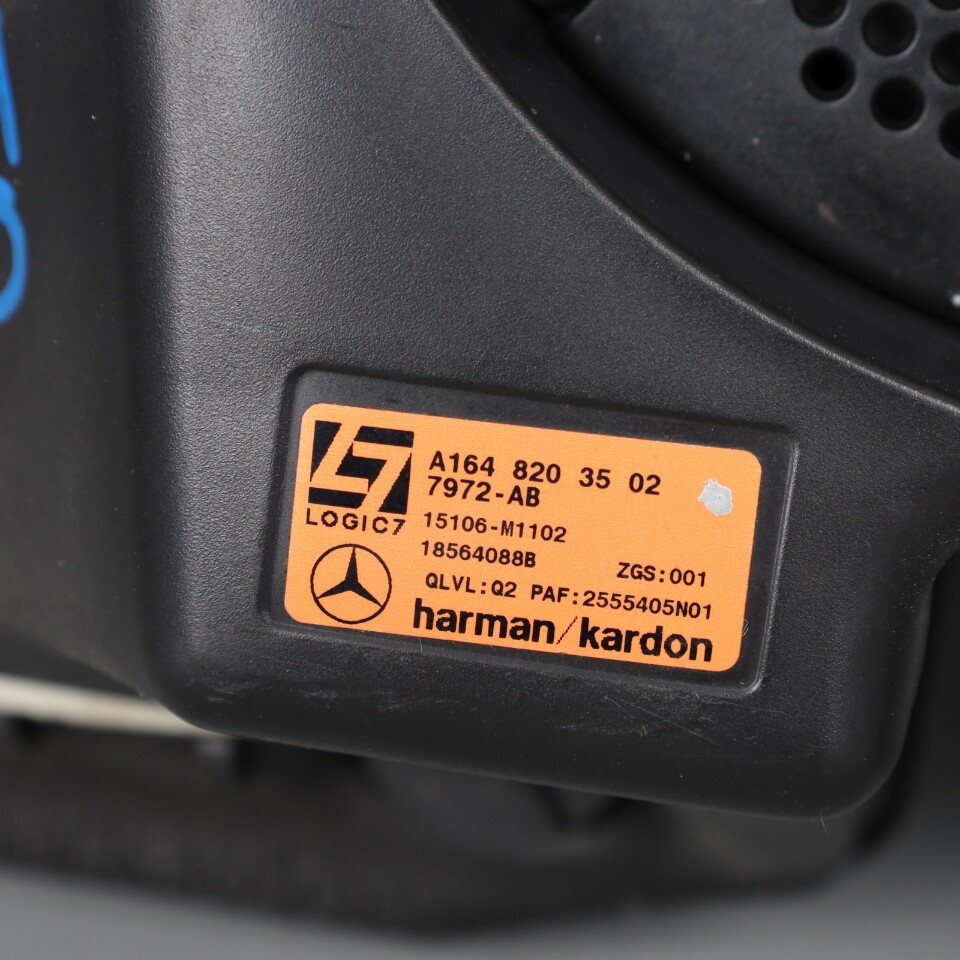 A164 820 35 02
7972-AB
LOGIC7
15106-M1102
18564088B
ZGS:001
QLVL:Q2 PAF:2555405N01
harman/kardon